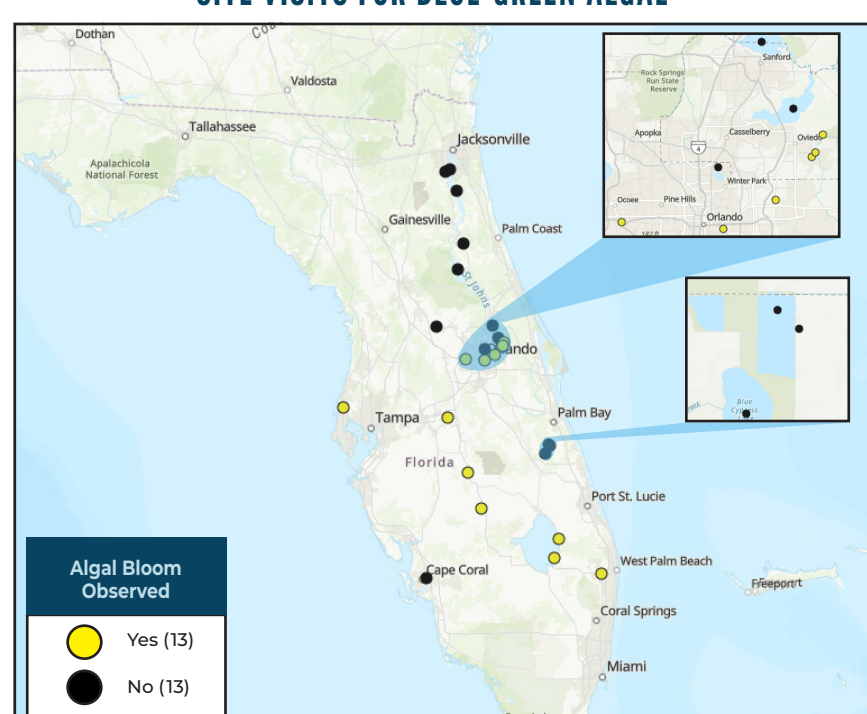 SITE VISITS FOR BLUE-GREEN ALGAE
Dothan
Valdosta
Tallahassee
Apalachicola
National Forest
Jacksonville
Gainesville
Palm Coast
St Johns
Orlando
Tampa
Palm Bay
Florida
Port St. Lucie
Cape Coral
West Palm Beach
Freeport
Coral Springs
Miami
Sanford
Rock Springs
Run State
Reserve
Apopka
Casselberry
Oviedo
4
Winter Park
Ocoee
Pine Hills
Orlando
182 ft
Blue
Cypress
Algal Bloom
Observed
Yes (13)
No (13)